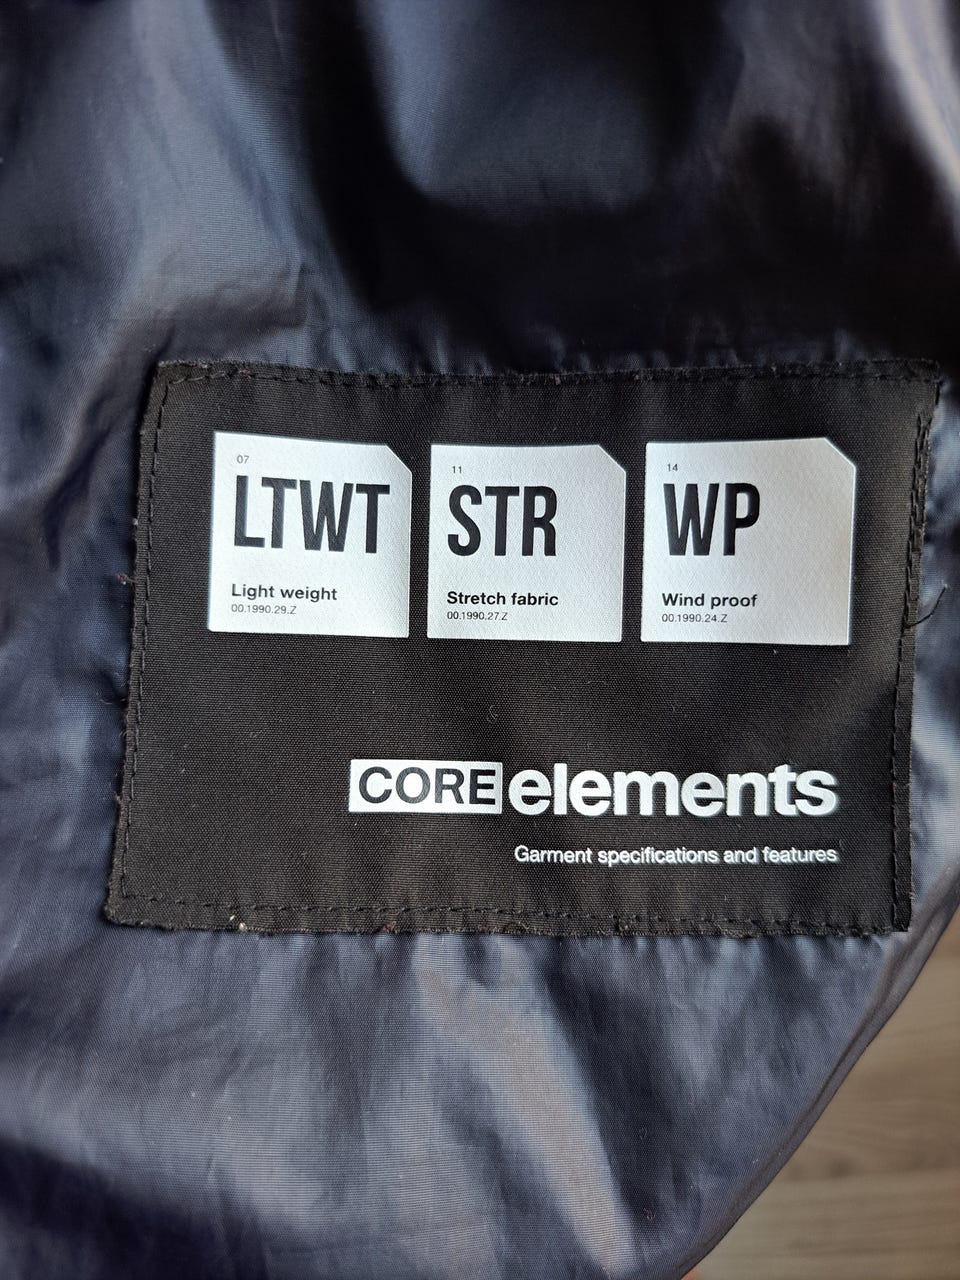 07
LTWT
Light weight
00.1990.29.Z
11
STR
Stretch fabric
00.1990.27.Z
14
WP
Wind proof
00.1990.24.Z
CORE elements
Garment specifications and features